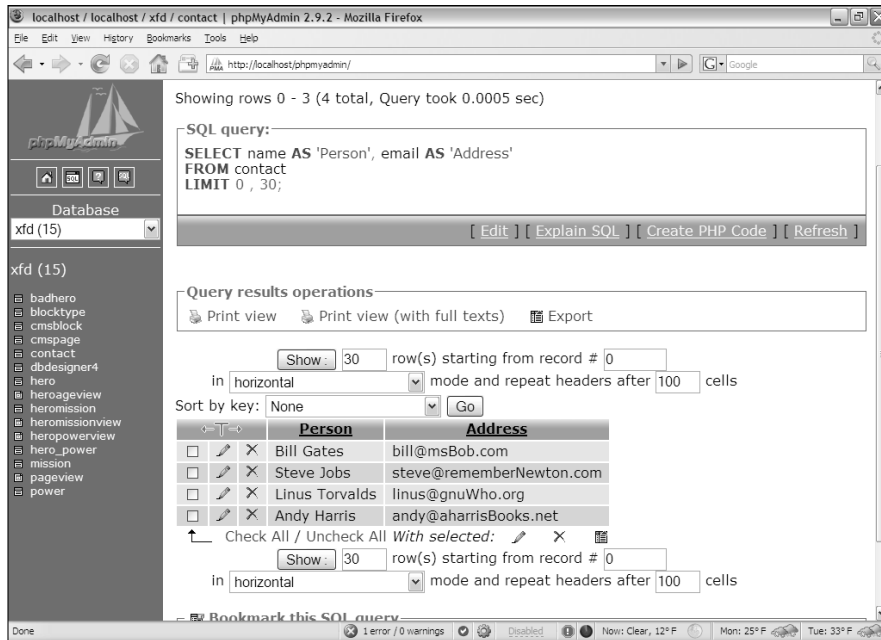 localhost / localhost / xfd / contact | phpMyAdmin 2.9.2 - Mozilla Firefox
File Edit View History Bookmarks Tools Help
PMA http://localhost/phpmyadmin/ G Google
phpMyAdmin
SQL
Database
xfd (15)
xfd (15)
badhero
blocktype
cmsblock
cmspage
contact
dbdesigner4
hero
heroageview
heromission
heromissionview
heropowerview
hero_power
mission
pageview
power
Showing rows 0 - 3 (4 total, Query took 0.0005 sec)
SQL query:
SELECT name AS 'Person', email AS 'Address'
FROM contact
LIMIT 0 , 30;
[ Edit ] [ Explain SQL ] [ Create PHP Code ] [ Refresh ]
Query results operations
Print view Print view (with full texts) Export
Show : 30 row(s) starting from record # 0
in horizontal mode and repeat headers after 100 cells
Sort by key: None Go
←T→ Person Address
Bill Gates bill@msBob.com
Steve Jobs steve@rememberNewton.com
Linus Torvalds linus@gnuWho.org
Andy Harris andy@aharrisBooks.net
Check All / Uncheck All With selected:
Show : 30 row(s) starting from record # 0
in horizontal mode and repeat headers after 100 cells
Bookmark this SQL query
Done 1 error / 0 warnings Disabled Now: Clear, 12° F Mon: 25° F Tue: 33° F